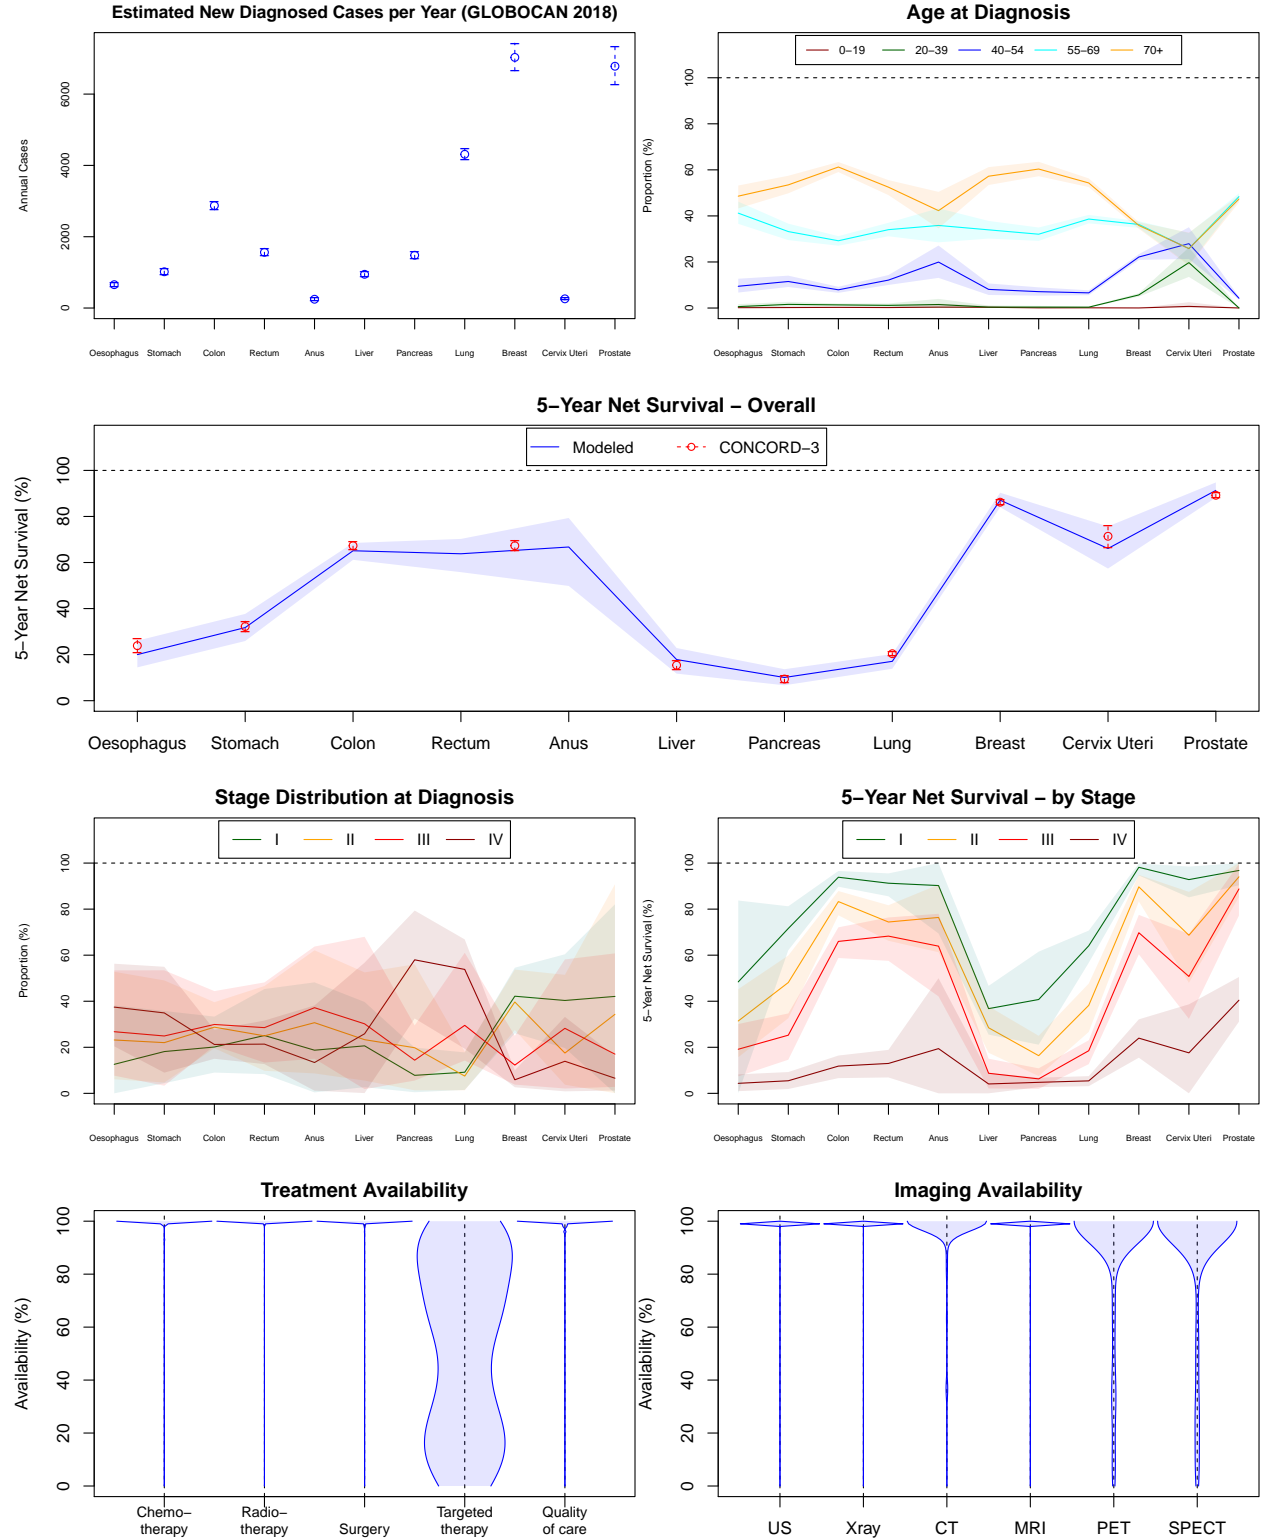 Estimated New Diagnosed Cases per Year (GLOBOCAN 2018)
Annual Cases
0
2000
4000
6000
Oesophagus Stomach Colon Rectum Anus Liver Pancreas Lung Breast Cervix Uteri Prostate
Age at Diagnosis
0−19 20−39 40−54 55−69 70+
Proportion (%)
0
20
40
60
80
100
Oesophagus Stomach Colon Rectum Anus Liver Pancreas Lung Breast Cervix Uteri Prostate
5−Year Net Survival − Overall
Modeled CONCORD−3
5−Year Net Survival (%)
0
20
40
60
80
100
Oesophagus Stomach Colon Rectum Anus Liver Pancreas Lung Breast Cervix Uteri Prostate
Stage Distribution at Diagnosis
I II III IV
Proportion (%)
0
20
40
60
80
100
Oesophagus Stomach Colon Rectum Anus Liver Pancreas Lung Breast Cervix Uteri Prostate
5−Year Net Survival − by Stage
I II III IV
5−Year Net Survival (%)
0
20
40
60
80
100
Oesophagus Stomach Colon Rectum Anus Liver Pancreas Lung Breast Cervix Uteri Prostate
Treatment Availability
Availability (%)
0
20
40
60
80
100
Chemo−
therapy
Radio−
therapy
Surgery
Targeted
therapy
Quality
of care
Imaging Availability
Availability (%)
0
20
40
60
80
100
US Xray CT MRI PET SPECT